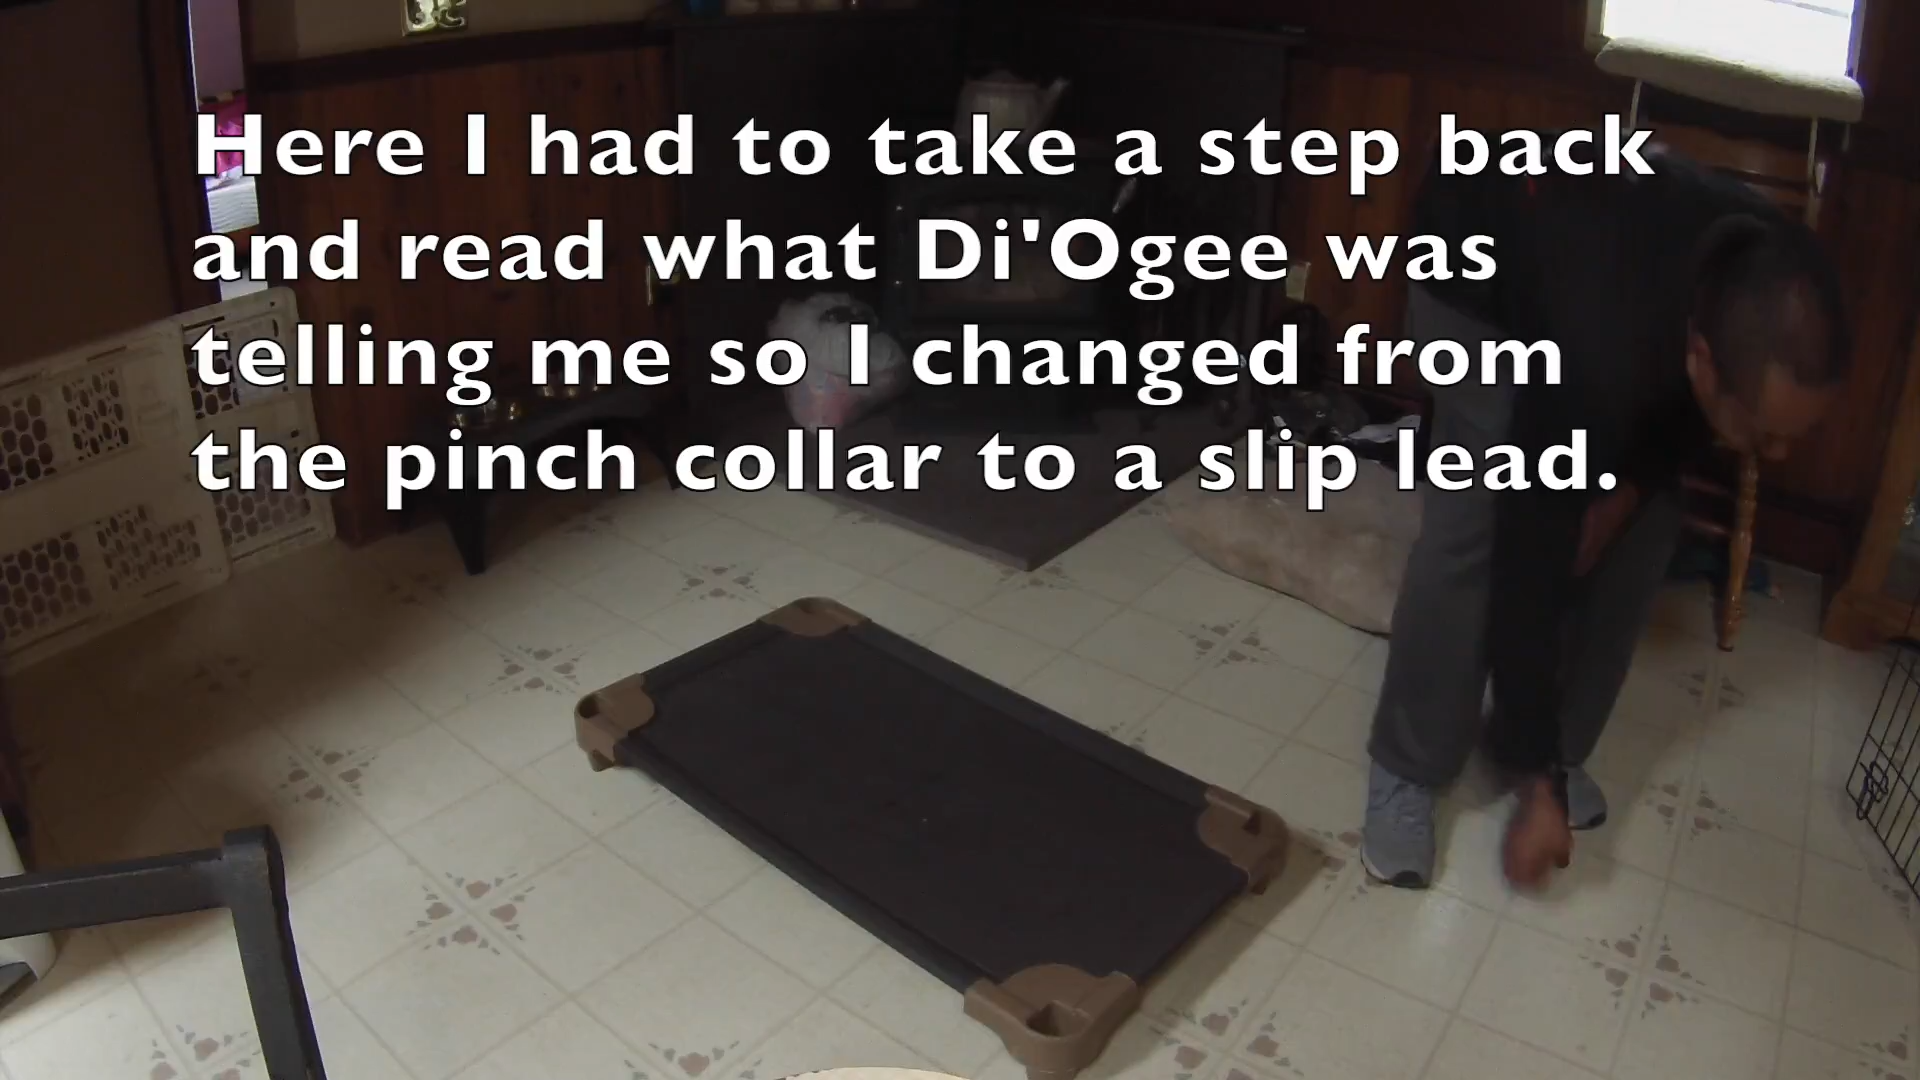 Here I had to take a step back
and read what Di'Ogee was
telling me so I changed from
the pinch collar to a slip lead.